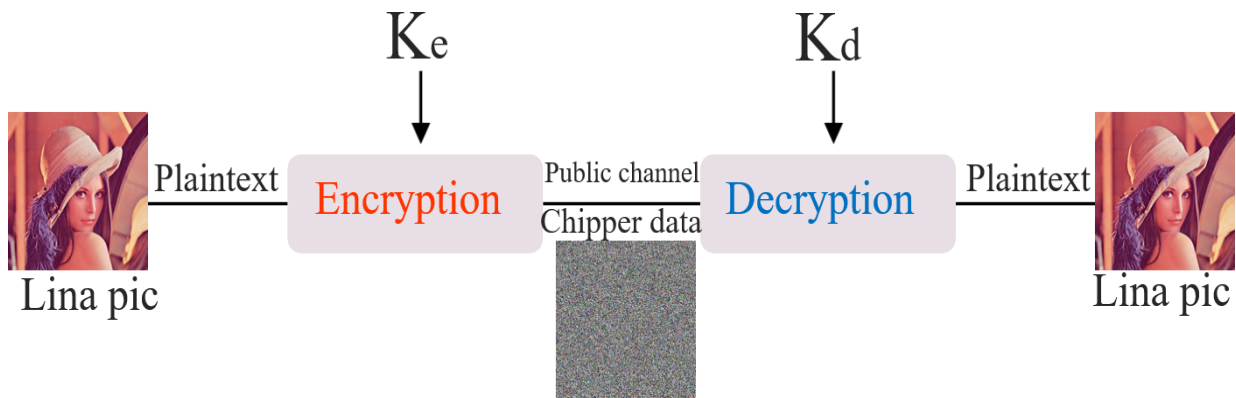 Ke
Kd
Plaintext
Encryption
Public channel
Chipper data
Decryption
Plaintext
Lina pic
Lina pic